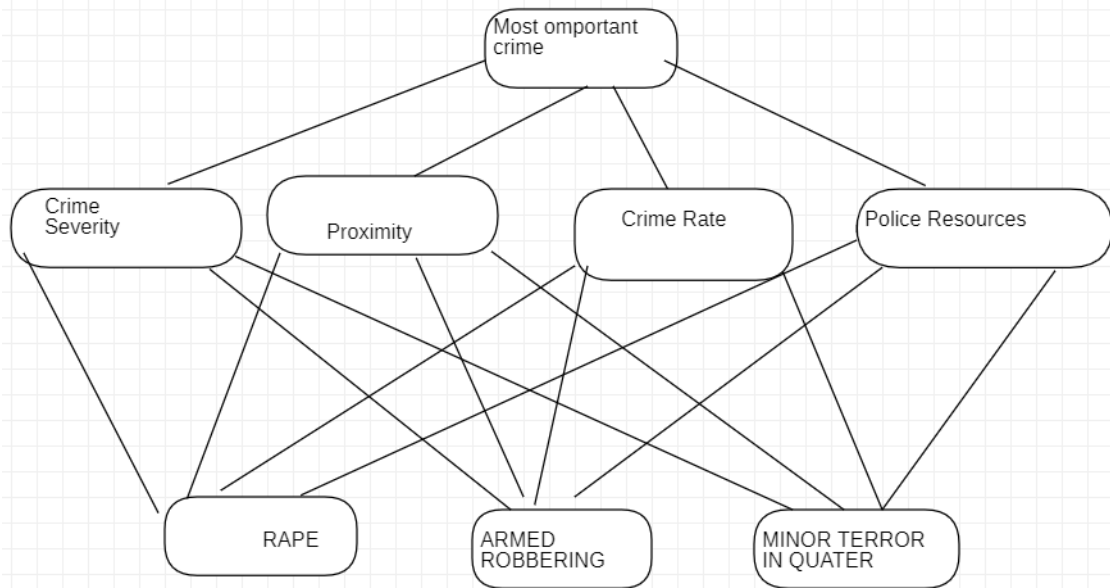 Most omportant
crime
Crime
Severity
Proximity
Crime Rate
Police Resources
RAPE
ARMED
ROBBERING
MINOR TERROR
IN QUATER